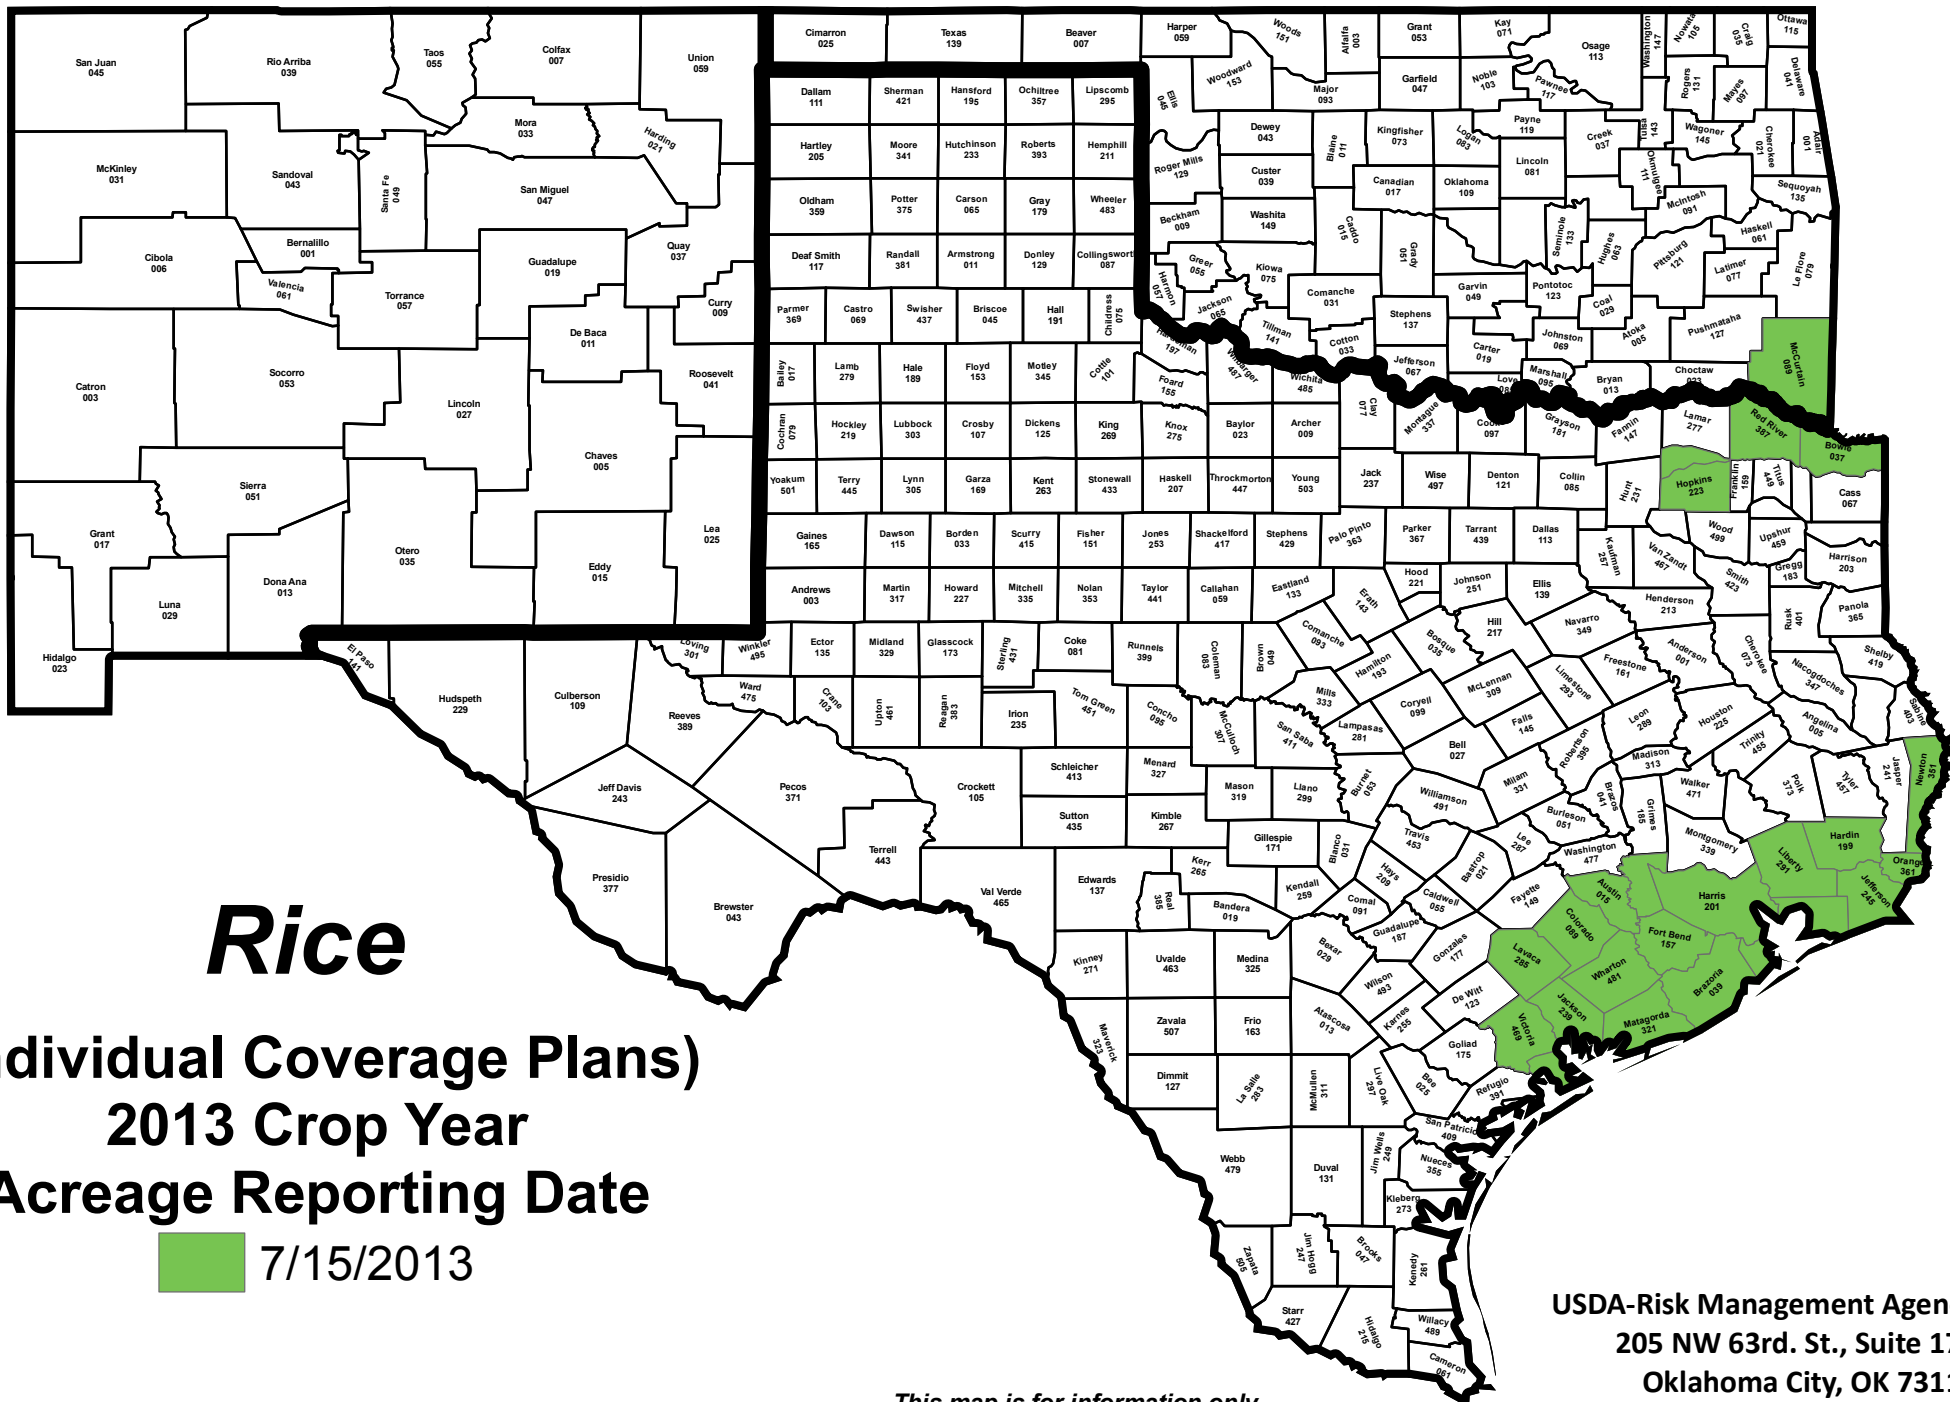 San Juan
045
Rio Arriba
039
Taos
055
Colfax
007
Union
059
Mora
033
Harding
021
McKinley
031
Sandoval
043
Santa Fe
049
San Miguel
047
Cibola
006
Bernalillo
001
Valencia
061
Torrance
057
Guadalupe
019
Quay
037
Curry
009
De Baca
011
Roosevelt
041
Catron
003
Socorro
053
Lincoln
027
Chaves
005
Sierra
051
Grant
017
Luna
029
Dona Ana
013
Otero
035
Eddy
015
Lea
025
Hidalgo
023
Cimarron
025
Texas
139
Beaver
007
Harper
059
Woods
151
Alfalfa
003
Grant
053
Kay
071
Osage
113
Washington
147
Nowata
105
Craig
035
Ottawa
115
Ellis
045
Woodward
153
Major
093
Garfield
047
Noble
103
Pawnee
117
Rogers
131
Mayes
097
Delaware
041
Dewey
043
Blaine
011
Kingfisher
073
Logan
083
Payne
119
Creek
037
Tulsa
143
Wagoner
145
Cherokee
021
Adair
001
Roger Mills
129
Custer
039
Canadian
017
Oklahoma
109
Lincoln
081
Okmulgee
111
McIntosh
091
Sequoyah
135
Beckham
009
Washita
149
Caddo
015
Grady
051
Seminole
133
Hughes
063
Pittsburg
121
Haskell
061
Latimer
077
Le Flore
079
Greer
055
Harmon
057
Kiowa
075
Jackson
065
Comanche
031
Tillman
141
Cotton
033
Stephens
137
Garvin
049
Pontotoc
123
Coal
029
Atoka
005
Pushmataha
127
McCurtain
089
Jefferson
067
Carter
019
Johnston
069
Love
085
Marshall
095
Bryan
013
Choctaw
023
Dallam
111
Sherman
421
Hansford
195
Ochiltree
357
Lipscomb
295
Hartley
205
Moore
341
Hutchinson
233
Roberts
393
Hemphill
211
Oldham
359
Potter
375
Carson
065
Gray
179
Wheeler
483
Deaf Smith
117
Randall
381
Armstrong
011
Donley
129
Collingswort
087
Parmer
369
Castro
069
Swisher
437
Briscoe
045
Hall
191
Childress
075
197
Bailey
017
Lamb
279
Hale
189
Floyd
153
Motley
345
Cottle
101
Foard
155
487
Wichita
485
Clay
077
Montague
337
Cook
097
Grayson
181
Fannin
147
Lamar
277
Red River
387
Bowie
037
Cochran
079
Hockley
219
Lubbock
303
Crosby
107
Dickens
125
King
269
Knox
275
Baylor
023
Archer
009
Yoakum
501
Terry
445
Lynn
305
Garza
169
Kent
263
Stonewall
433
Haskell
207
Throckmorton
447
Young
503
Jack
237
Wise
497
Denton
121
Collin
085
Hunt
231
Hopkins
223
Franklin
159
Titus
449
Cass
067
Gaines
165
Dawson
115
Borden
033
Scurry
415
Fisher
151
Jones
253
Shackelford
417
Stephens
429
Palo Pinto
363
Parker
367
Tarrant
439
Dallas
113
Kaufman
257
Van Zandt
467
Wood
499
Upshur
459
Harrison
203
Andrews
003
Martin
317
Howard
227
Mitchell
335
Nolan
353
Taylor
441
Callahan
059
Eastland
133
Erath
143
Hood
221
Johnson
251
Ellis
139
Henderson
213
Smith
423
Gregg
183
Rusk
401
Panola
365
El Paso
141
Hudspeth
229
Culberson
109
Loving
301
Winkler
495
Ector
135
Midland
329
Glasscock
173
Sterling
431
Coke
081
Runnels
399
Coleman
083
Brown
049
Comanche
093
Hamilton
193
Bosque
035
Hill
217
Navarro
349
Freestone
161
Anderson
001
Cherokee
073
Nacogdoches
347
Shelby
419
Sabine
403
Reeves
389
Ward
475
Crane
103
Upton
461
Reagan
383
Irion
235
Tom Green
451
Concho
095
McCulloch
307
San Saba
411
Mills
333
Lampasas
281
Coryell
099
McLennan
309
Limestone
293
Falls
145
Leon
289
Houston
225
Trinity
455
Angelina
005
Jeff Davis
243
Pecos
371
Crockett
105
Schleicher
413
Menard
327
Mason
319
Llano
299
Burnet
053
Bell
027
Williamson
491
Milam
331
Robertson
395
Brazos
041
Madison
313
Walker
471
Grimes
185
Polk
373
Tyler
457
Jasper
241
Newton
351
Presidio
377
Brewster
043
Terrell
443
Val Verde
465
Sutton
435
Kimble
267
Gillespie
171
Blanco
031
Travis
453
Hays
209
Bastrop
021
Lee
287
Burleson
051
Washington
477
Montgomery
339
Liberty
291
Hardin
199
Orange
361
Jefferson
245
Edwards
137
Real
385
Kerr
265
Bandera
019
Kendall
259
Comal
091
Guadalupe
187
Caldwell
055
Fayette
149
Austin
015
Colorado
089
Harris
201
Fort Bend
157
Kinney
271
Uvalde
463
Medina
325
Bexar
029
Wilson
493
Gonzales
177
Lavaca
285
Wharton
481
Brazoria
039
Maverick
323
Zavala
507
Frio
163
Atascosa
013
Karnes
255
De Witt
123
Victoria
469
Jackson
239
Matagorda
321
Dimmit
127
La Salle
283
McMullen
311
Live Oak
297
Bee
025
Goliad
175
Refugio
391
San Patricio
409
Webb
479
Duval
131
Jim Wells
249
Nueces
355
Kleberg
273
Zapata
505
Jim Hogg
247
Brooks
047
Kenedy
261
Starr
427
Hidalgo
215
Willacy
489
Cameron
061
Rice
dividual Coverage Plans)
2013 Crop Year
Acreage Reporting Date
7/15/2013
USDA-Risk Management Agen
205 NW 63rd. St., Suite 17
Oklahoma City, OK 7311
This map is for information only